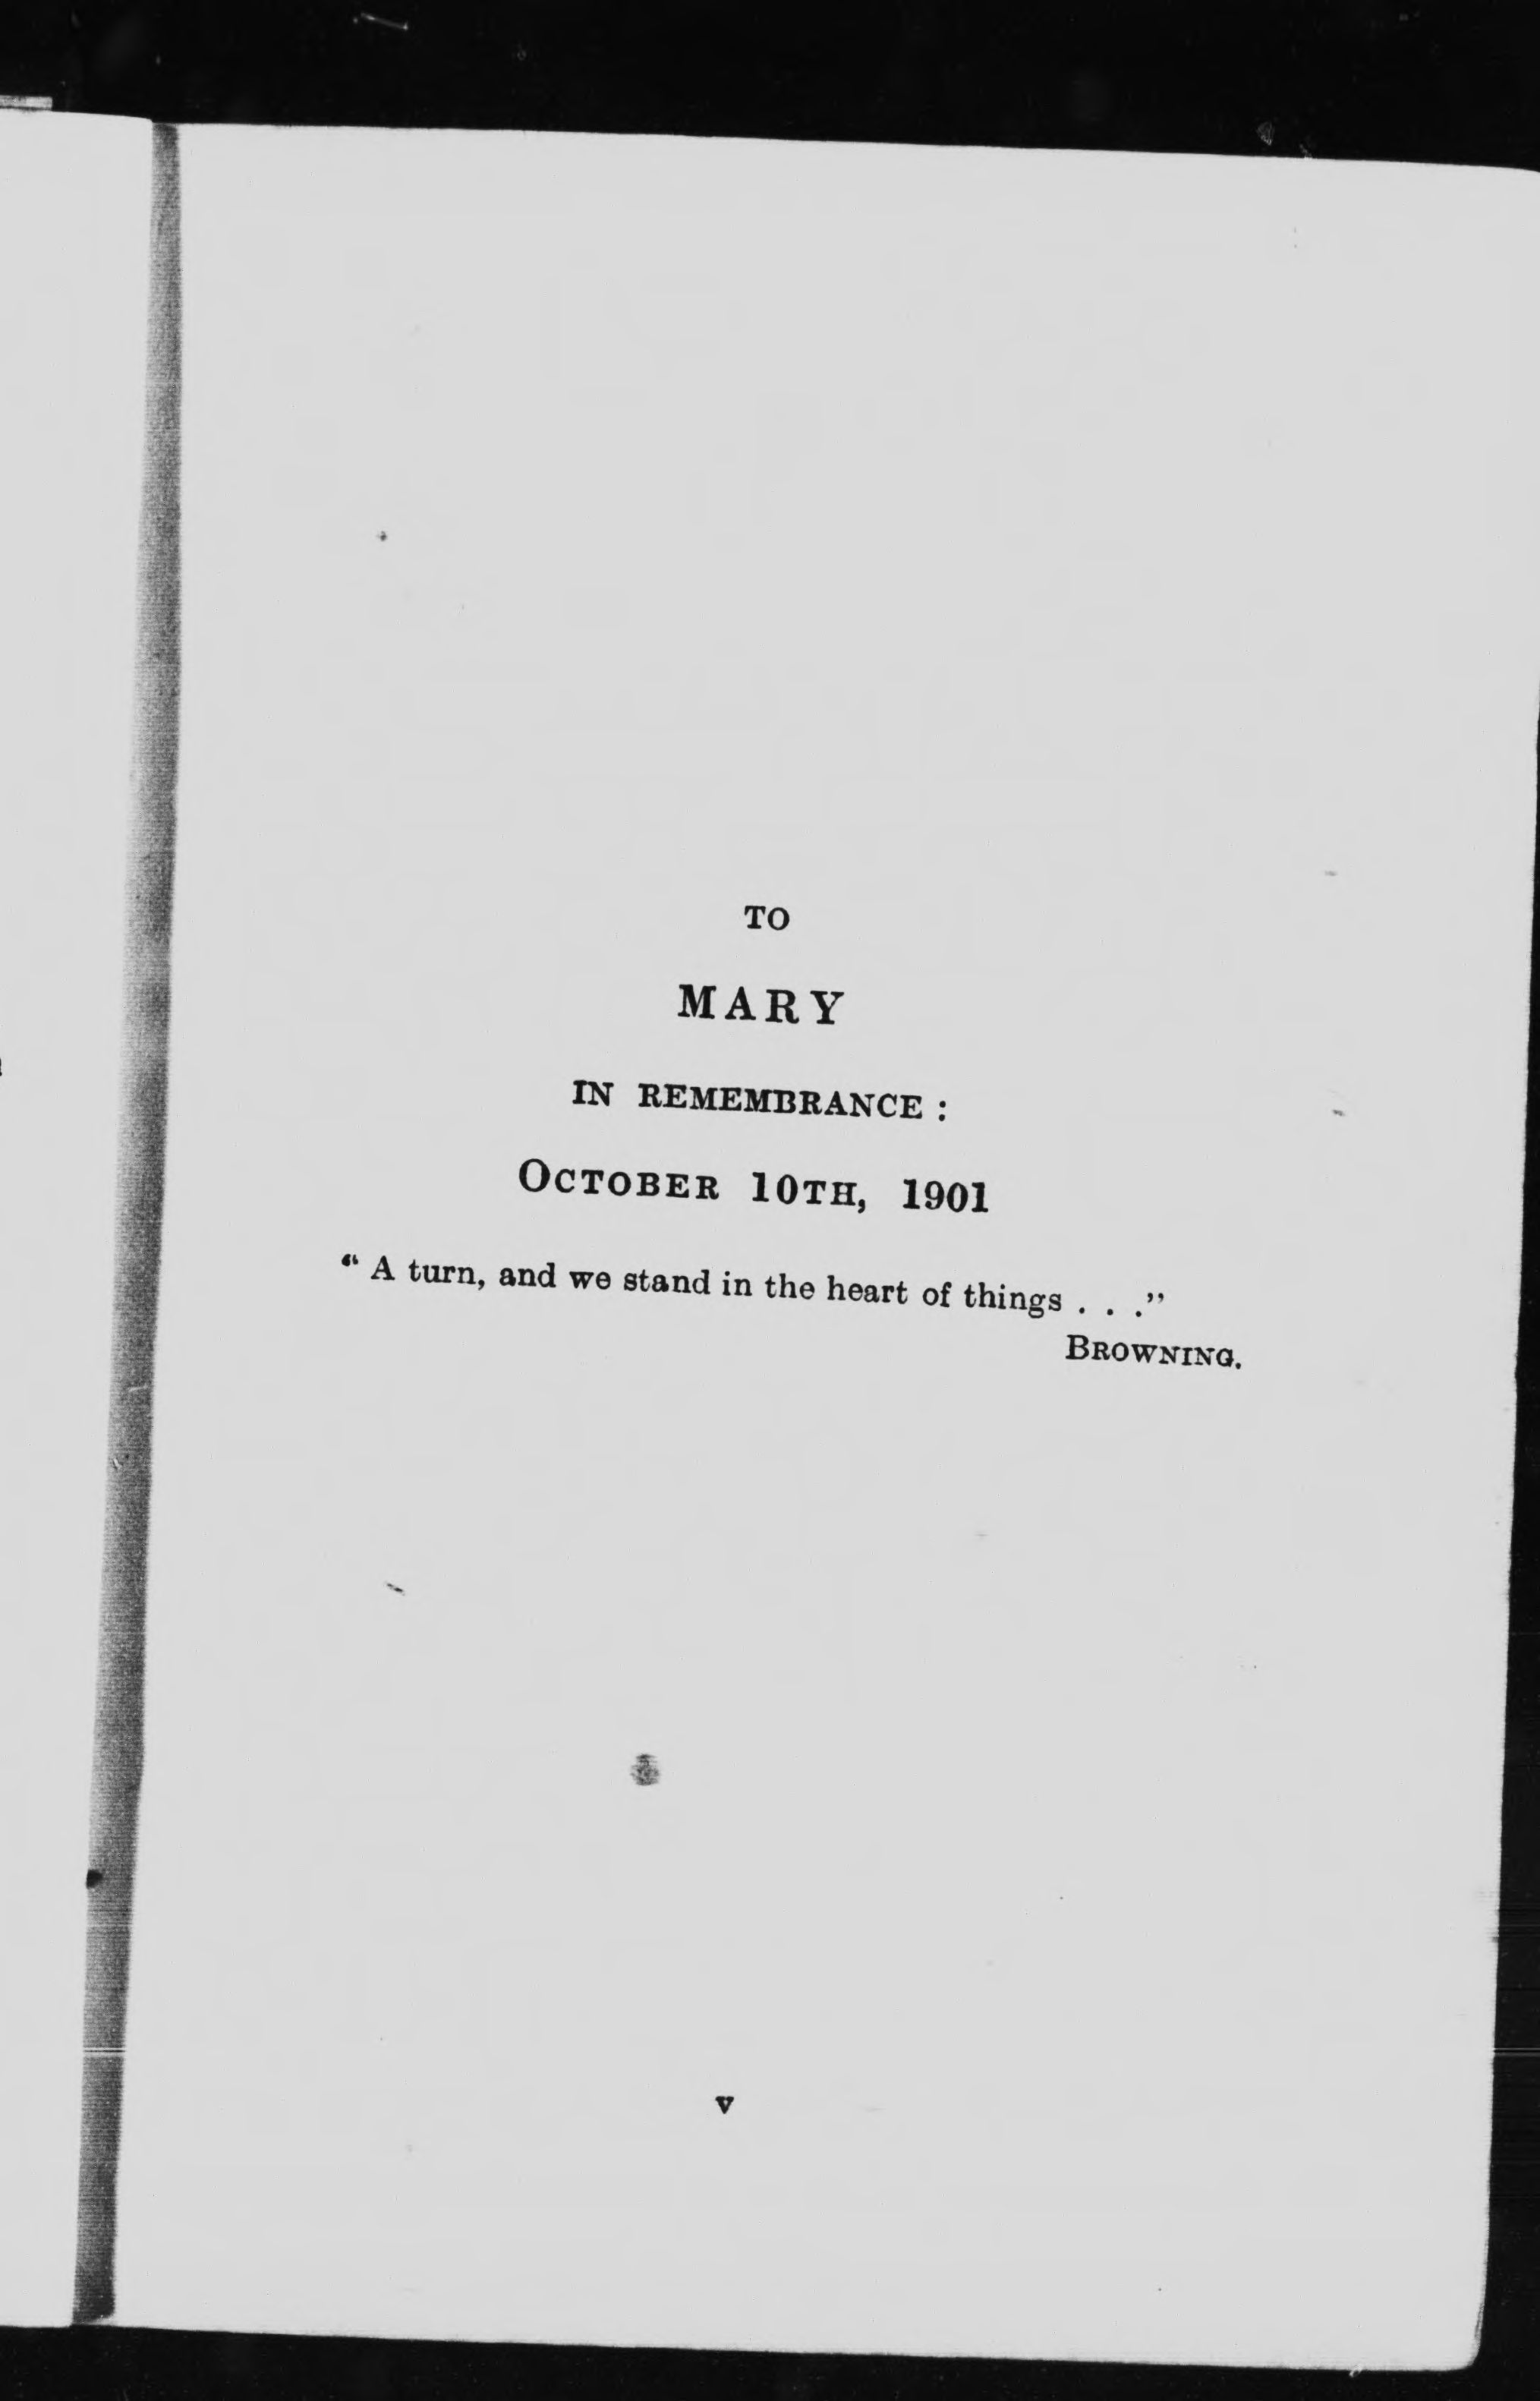 TO
MARY
IN REMEMBRANCE :
OCTOBER 10TH, 1901
“ A turn, and we stand in the heart of things . . .”
BROWNING.
v